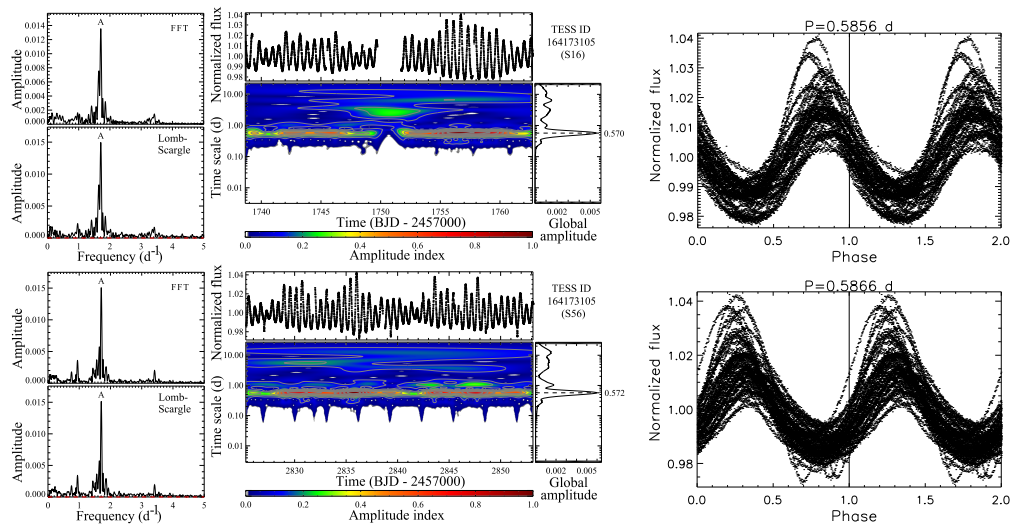 FFT
A
Amplitude
0.014
0.012
0.010
0.008
0.006
0.004
0.002
0.000
Lomb-
Scargle
A
Amplitude
0.015
0.010
0.005
0.000
0 1 2 3 4 5
Frequency (d-1)
Normalized flux
1.04
1.03
1.02
1.01
1.00
0.99
0.98
TESS ID
164173105
(S16)
Time scale (d)
10.00
1.00
0.10
0.01
0.570
1740 1745 1750 1755 1760
0.002 0.005
Time (BJD - 2457000)
Global
amplitude
0.0 0.2 0.4 0.6 0.8 1.0
Amplitude index
P=0.5856 d
Normalized flux
1.04
1.03
1.02
1.01
1.00
0.99
0.98
0.0 0.5 1.0 1.5 2.0
Phase
FFT
A
Amplitude
0.015
0.010
0.005
0.000
Lomb-
Scargle
A
Amplitude
0.015
0.010
0.005
0.000
0 1 2 3 4 5
Frequency (d-1)
Normalized flux
1.04
1.02
1.00
0.98
TESS ID
164173105
(S56)
Time scale (d)
10.00
1.00
0.10
0.01
0.572
2830 2835 2840 2845 2850
0.002 0.005
Time (BJD - 2457000)
Global
amplitude
0.0 0.2 0.4 0.6 0.8 1.0
Amplitude index
P=0.5866 d
Normalized flux
1.04
1.02
1.00
0.98
0.0 0.5 1.0 1.5 2.0
Phase